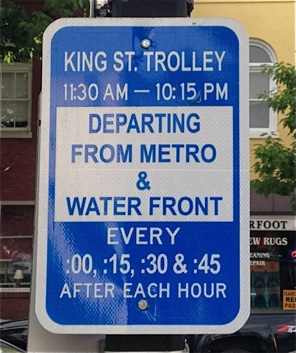 KING ST. TROLLEY
11:30 AM — 10:15 PM
DEPARTING
FROM METRO
&
WATER FRONT
EVERY
:00, :15, :30 & :45
AFTER EACH HOUR
RFOOT
EW RUGS